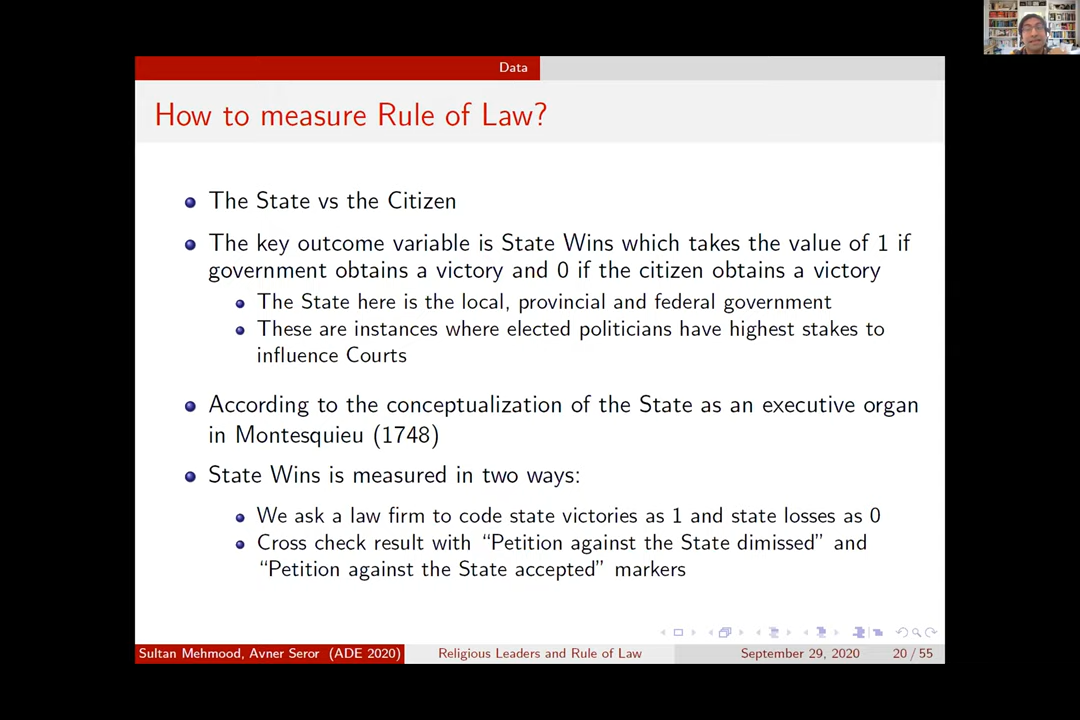 Data
How to measure Rule of Law?
The State vs the Citizen
The key outcome variable is State Wins which takes the value of 1 if
government obtains a victory and 0 if the citizen obtains a victory
The State here is the local, provincial and federal government
These are instances where elected politicians have highest stakes to
influence Courts
According to the conceptualization of the State as an executive organ
in Montesquieu (1748)
State Wins is measured in two ways:
We ask a law firm to code state victories as 1 and state losses as 0
Cross check result with “Petition against the State dimissed” and
“Petition against the State accepted” markers
Sultan Mehmood, Avner Seror (ADE 2020) Religious Leaders and Rule of Law September 29, 2020 20 / 55